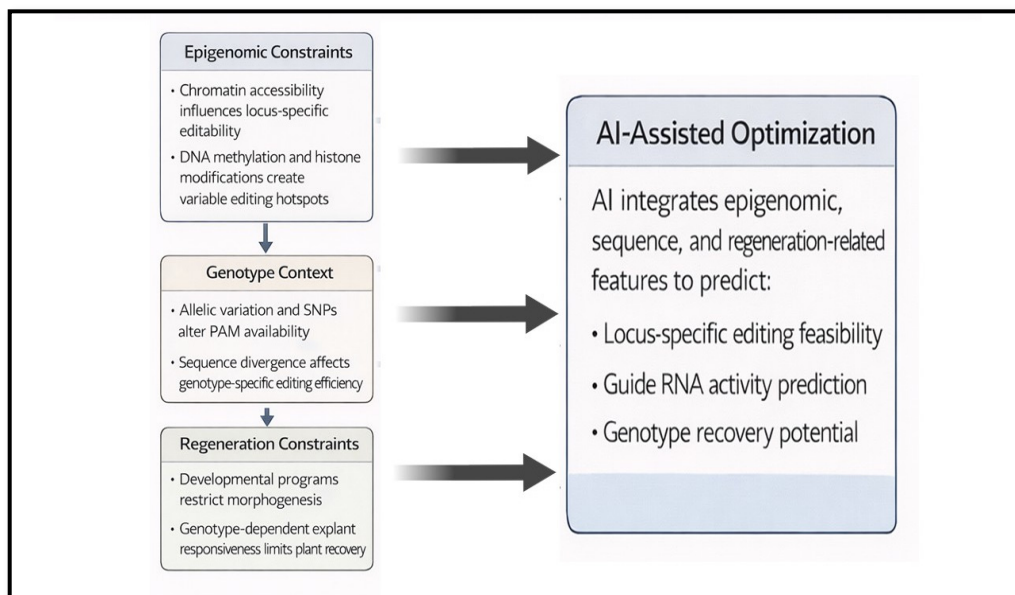 Epigenomic Constraints
• Chromatin accessibility
influences locus-specific
editability
• DNA methylation and histone
modifications create
variable editing hotspots
Genotype Context
• Allelic variation and SNPs
alter PAM availability
• Sequence divergence affects
genotype-specific editing efficiency
Regeneration Constraints
• Developmental programs
restrict morphogenesis
• Genotype-dependent explant
responsiveness limits plant recovery
AI-Assisted Optimization
AI integrates epigenomic,
sequence, and regeneration-related
features to predict:
• Locus-specific editing feasibility
• Guide RNA activity prediction
• Genotype recovery potential